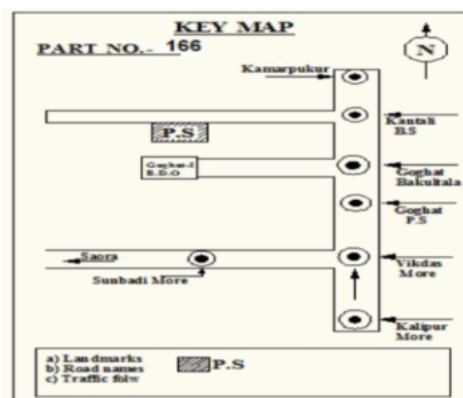 KEY MAP
PART NO.- 166
N
Kamarpukur
Kantali
B.S
P.S
Goghat-I
B.D.O
Goghat
Bakultala
Goghat
P.S
Saora
Sunbadi More
Vikdas
More
Kalipur
More
a) Landmarks
b) Road names
c) Traffic folw
P.S